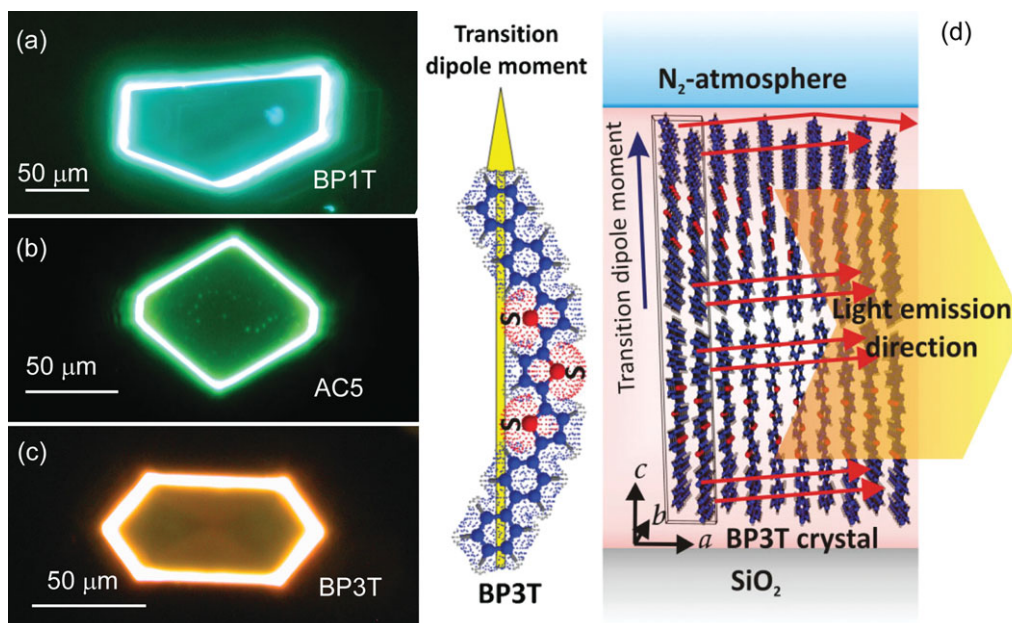 (a)
50 µm
BP1T
(b)
50 µm
AC5
(c)
50 µm
BP3T
Transition
dipole moment
S
S
S
BP3T
(d)
N₂-atmosphere
Transition dipole moment
Light emission
direction
c
b
a
BP3T crystal
SiO₂